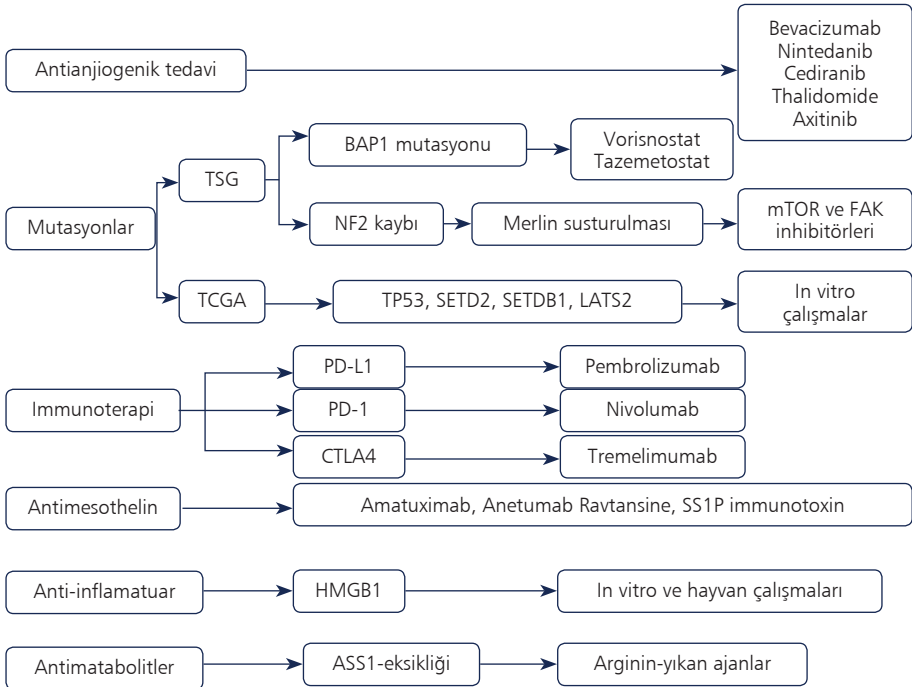 Antianjiogenik tedavi
Bevacizumab
Nintedanib
Cediranib
Thalidomide
Axitinib
Mutasyonlar
TSG
BAP1 mutasyonu
Vorisnostat
Tazemetostat
NF2 kaybı
Merlin susturulması
mTOR ve FAK
inhibitörleri
TCGA
TP53, SETD2, SETDB1, LATS2
In vitro
çalışmalar
Immunoterapi
PD-L1
Pembrolizumab
PD-1
Nivolumab
CTLA4
Tremelimumab
Antimesothelin
Amatuximab, Anetumab Ravtansine, SS1P immunotoxin
Anti-inflamatuar
HMGB1
In vitro ve hayvan çalışmaları
Antimatabolitler
ASS1-eksikliği
Arginin-yıkan ajanlar